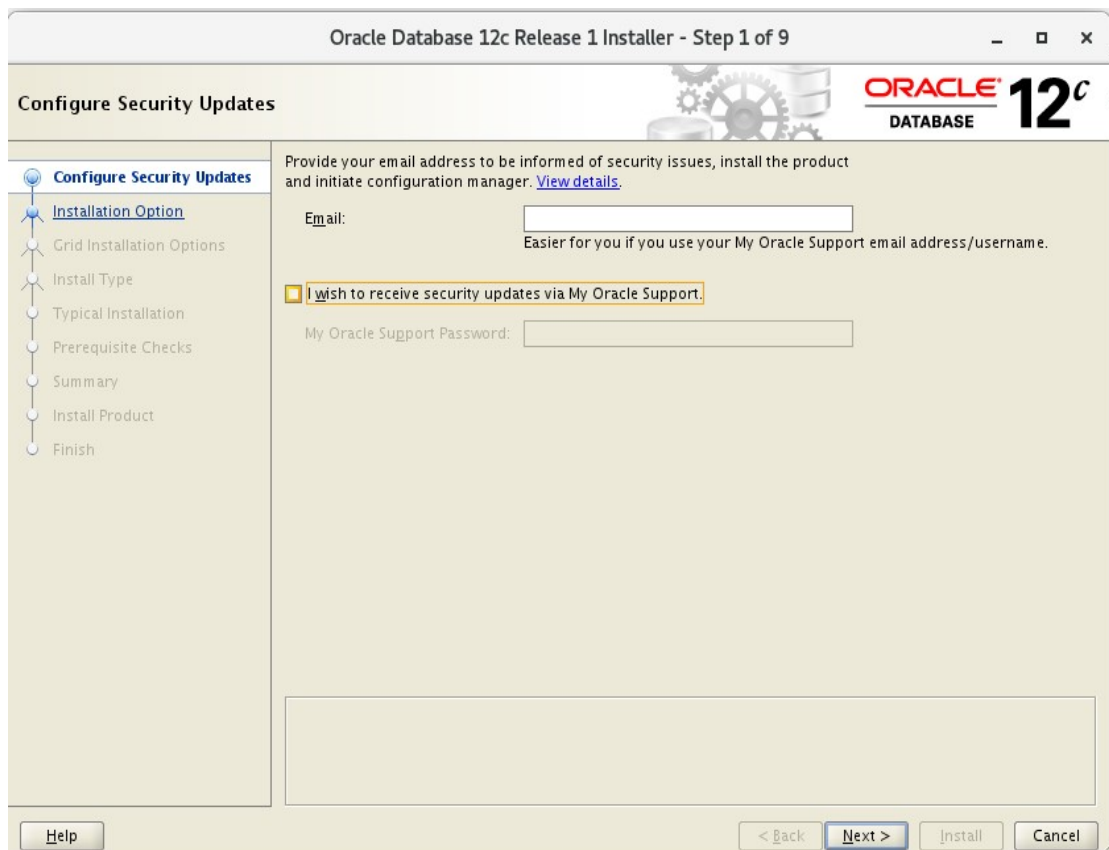 Oracle Database 12c Release 1 Installer - Step 1 of 9
Configure Security Updates
ORACLE
DATABASE
12c
Configure Security Updates
Installation Option
Grid Installation Options
Install Type
Typical Installation
Prerequisite Checks
Summary
Install Product
Finish
Provide your email address to be informed of security issues, install the product
and initiate configuration manager. View details.
Email:
Easier for you if you use your My Oracle Support email address/username.
I wish to receive security updates via My Oracle Support.
My Oracle Support Password:
Help
< Back
Next >
Install
Cancel